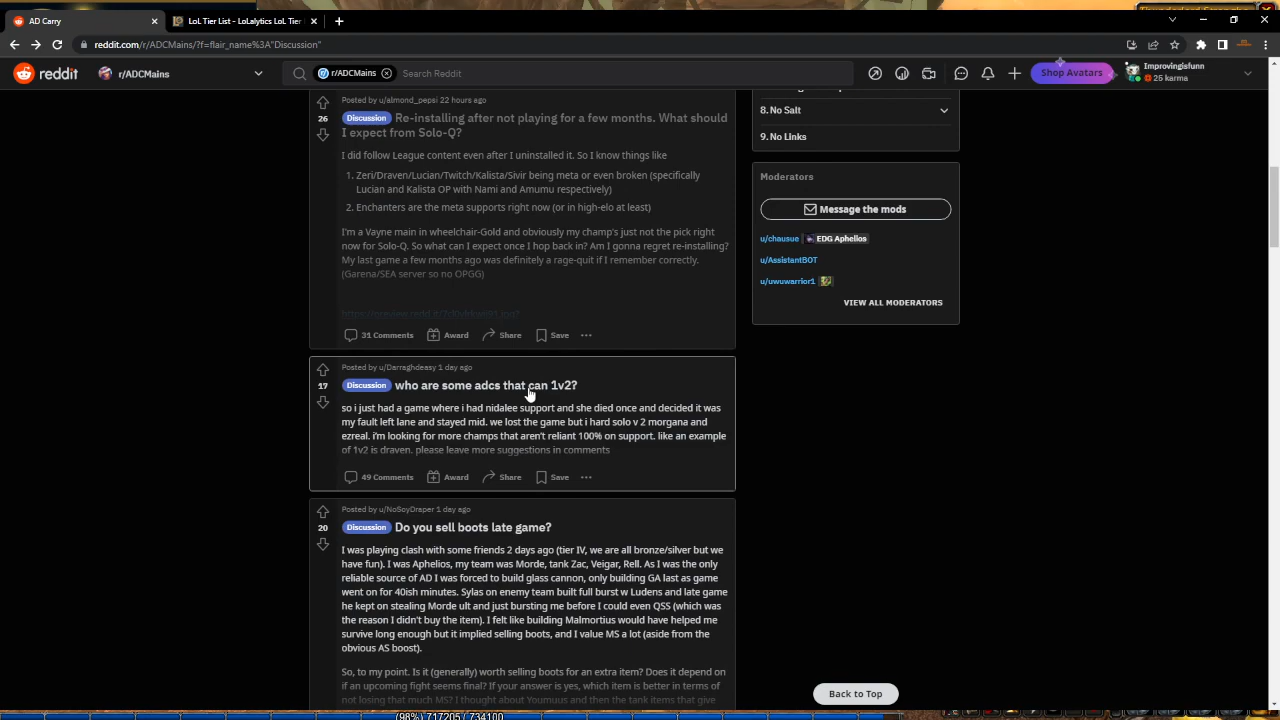 AD Carry
LoL Tier List - LoLalytics LoL Tier
reddit.com/r/ADCMains/?f=flair_name%3A"Discussion"
reddit
r/ADCMains
r/ADCMains
Search Reddit
Shop Avatars
Improvingisfunn
25 karma
Posted by u/almond_pepsi 22 hours ago
26
Discussion Re-installing after not playing for a few months. What should
I expect from Solo-Q?
I did follow League content even after I uninstalled it. So I know things like
1. Zeri/Draven/Lucian/Twitch/Kalista/Sivir being meta or even broken (specifically
Lucian and Kalista OP with Nami and Amumu respectively)
2. Enchanters are the meta supports right now (or in high-elo at least)
I'm a Vayne main in wheelchair-Gold and obviously my champ's just not the pick right
now for Solo-Q. So what can I expect once I hop back in? Am I gonna regret re-installing?
My last game a few months ago was definitely a rage-quit if I remember correctly.
(Garena/SEA server so no OPGG)
31 Comments
Award
Share
Save
8. No Salt
9. No LInks
Moderators
Message the mods
u/chausue EDG Aphelios
u/AssistantBOT
u/uwuwarrior1
VIEW ALL MODERATORS
Posted by u/Darraghdeasy 1 day ago
17
Discussion who are some adcs that can 1v2?
so i just had a game where i had nidalee support and she died once and decided it was
my fault left lane and stayed mid. we lost the game but i hard solo v 2 morgana and
ezreal. i'm looking for more champs that aren't reliant 100% on support. like an example
of 1v2 is draven. please leave more suggestions in comments
49 Comments
Award
Share
Save
Posted by u/NoSoyDraper 1 day ago
20
Discussion Do you sell boots late game?
I was playing clash with some friends 2 days ago (tier IV, we are all bronze/silver but we
have fun). I was Aphelios, my team was Morde, tank Zac, Veigar, Rell. As I was the only
reliable source of AD I was forced to build glass cannon, only building GA last as game
went on for 40ish minutes. Sylas on enemy team built full burst w Ludens and late game
he kept on stealing Morde ult and just bursting me before I could even QSS (which was
the reason I didn't buy the item). I felt like building Malmortius would have helped me
survive long enough but it implied selling boots, and I value MS a lot (aside from the
obvious AS boost).
So, to my point. Is it (generally) worth selling boots for an extra item? Does it depend on
if an upcoming fight seems final? If your answer is yes, which item is better in terms of
not losing that much MS? I thought about Youmuus and then the tank items that give
Back to Top
(98%) 717205 / 734100